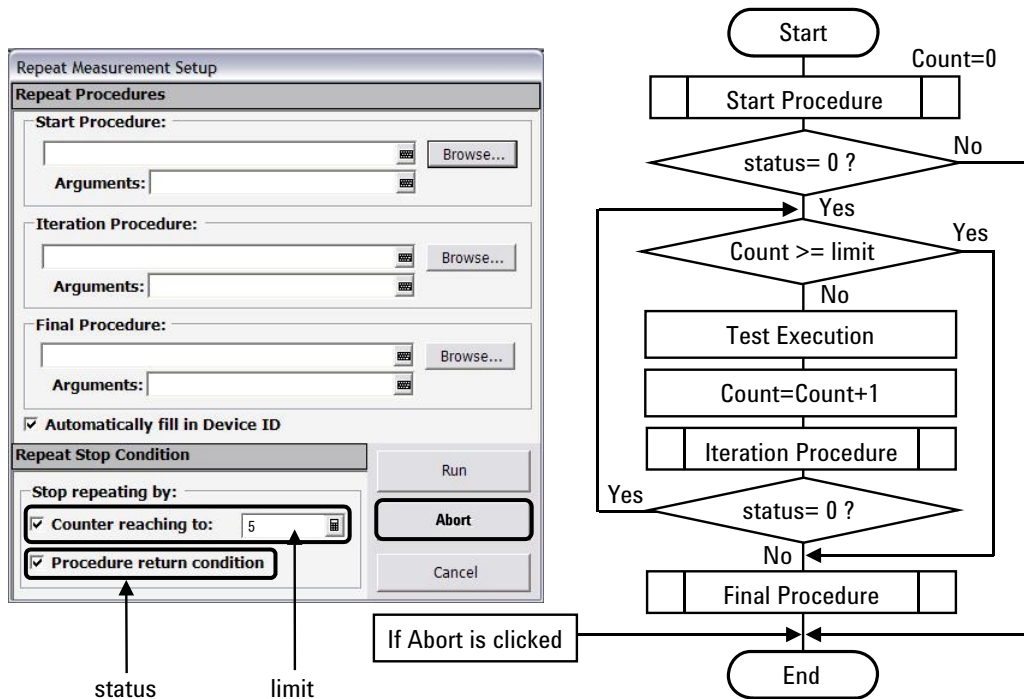 Repeat Measurement Setup
Repeat Procedures
Start Procedure:
Browse...
Arguments:
Iteration Procedure:
Browse...
Arguments:
Final Procedure:
Browse...
Arguments:
Automatically fill in Device ID
Repeat Stop Condition
Stop repeating by:
Counter reaching to: 5
Procedure return condition
Run
Abort
Cancel
status
limit
Start
Count=0
Start Procedure
status= 0 ?
No
Yes
Count >= limit
Yes
No
Test Execution
Count=Count+1
Iteration Procedure
Yes
status= 0 ?
No
Final Procedure
If Abort is clicked
End